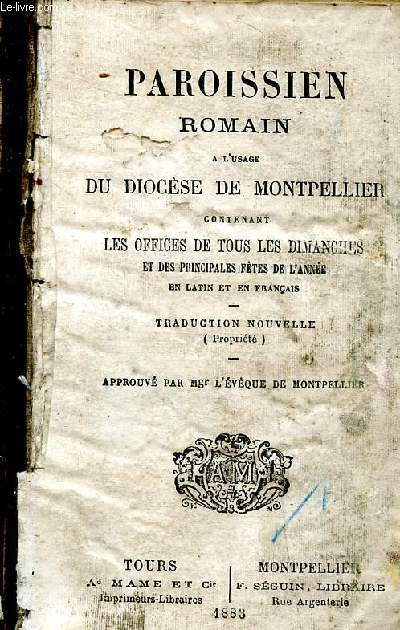 Le-livre.com
PAROISSIEN
ROMAIN
A L'USAGE
DU DIOCÈSE DE MONTPELLIER
CONTENANT
LES OFFICES DE TOUS LES DIMANCHES
ET DES PRINCIPALES FÊTES DE L'ANNÉE
EN LATIN ET EN FRANÇAIS
TRADUCTION NOUVELLE
( Propriété )
APPROUVÉ PAR Mgr L'ÉVÊQUE DE MONTPELLIER
AM
TOURS
Ad MAME ET Cie
Imprimeurs-Libraires
MONTPELLIER
F. SÉGUIN, LIBRAIRE
Rue Argenterie
1883